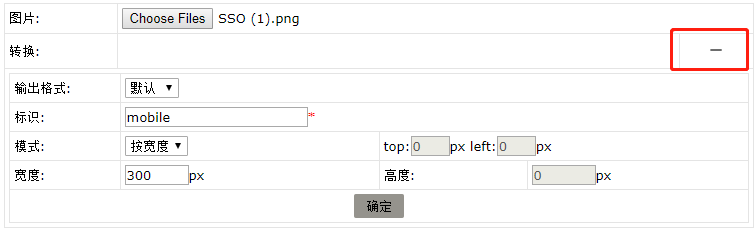 图片: Choose Files SSO (1).png
转换: —
输出格式: 默认 ▼
标识: mobile *
模式: 按宽度 ▼ top: 0 px left: 0 px
宽度: 300 px 高度: 0 px
确定